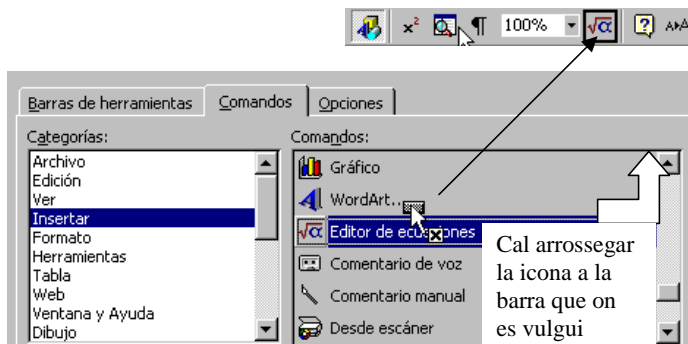 x² ¶ 100% √α
Barras de herramientas Comandos Opciones
Categorías:
Archivo
Edición
Ver
Insertar
Formato
Herramientas
Tabla
Web
Ventana y Ayuda
Dibujo
Comandos:
Gráfico
WordArt...
√α Editor de ecuaciones
Comentario de voz
Comentario manual
Desde escáner
Cal arrossegar
la icona a la
barra que on
es vulgui